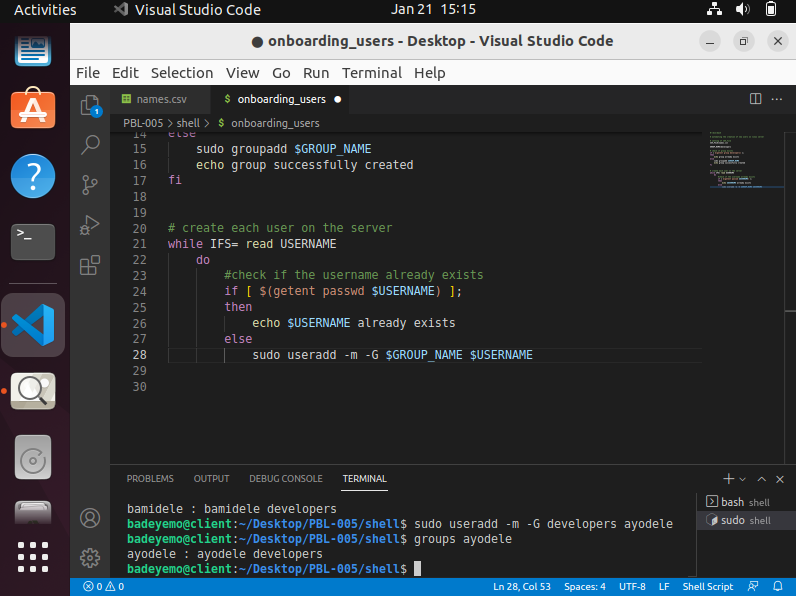 Activities Visual Studio Code Jan 21 15:15
● onboarding_users - Desktop - Visual Studio Code
File Edit Selection View Go Run Terminal Help
names.csv $ onboarding_users ●
PBL-005 > shell > $ onboarding_users
14 else
15 sudo groupadd $GROUP_NAME
16 echo group successfully created
17 fi
18
19
20 # create each user on the server
21 while IFS= read USERNAME
22 do
23 #check if the username already exists
24 if [ $(getent passwd $USERNAME) ];
25 then
26 echo $USERNAME already exists
27 else
28 sudo useradd -m -G $GROUP_NAME $USERNAME
29
30
PROBLEMS OUTPUT DEBUG CONSOLE TERMINAL
bamidele : bamidele developers
badeyemo@client:~/Desktop/PBL-005/shell$ sudo useradd -m -G developers ayodele
badeyemo@client:~/Desktop/PBL-005/shell$ groups ayodele
ayodele : ayodele developers
badeyemo@client:~/Desktop/PBL-005/shell$
bash shell
sudo shell
1
>_
?
0 0 Ln 28, Col 53 Spaces: 4 UTF-8 LF Shell Script